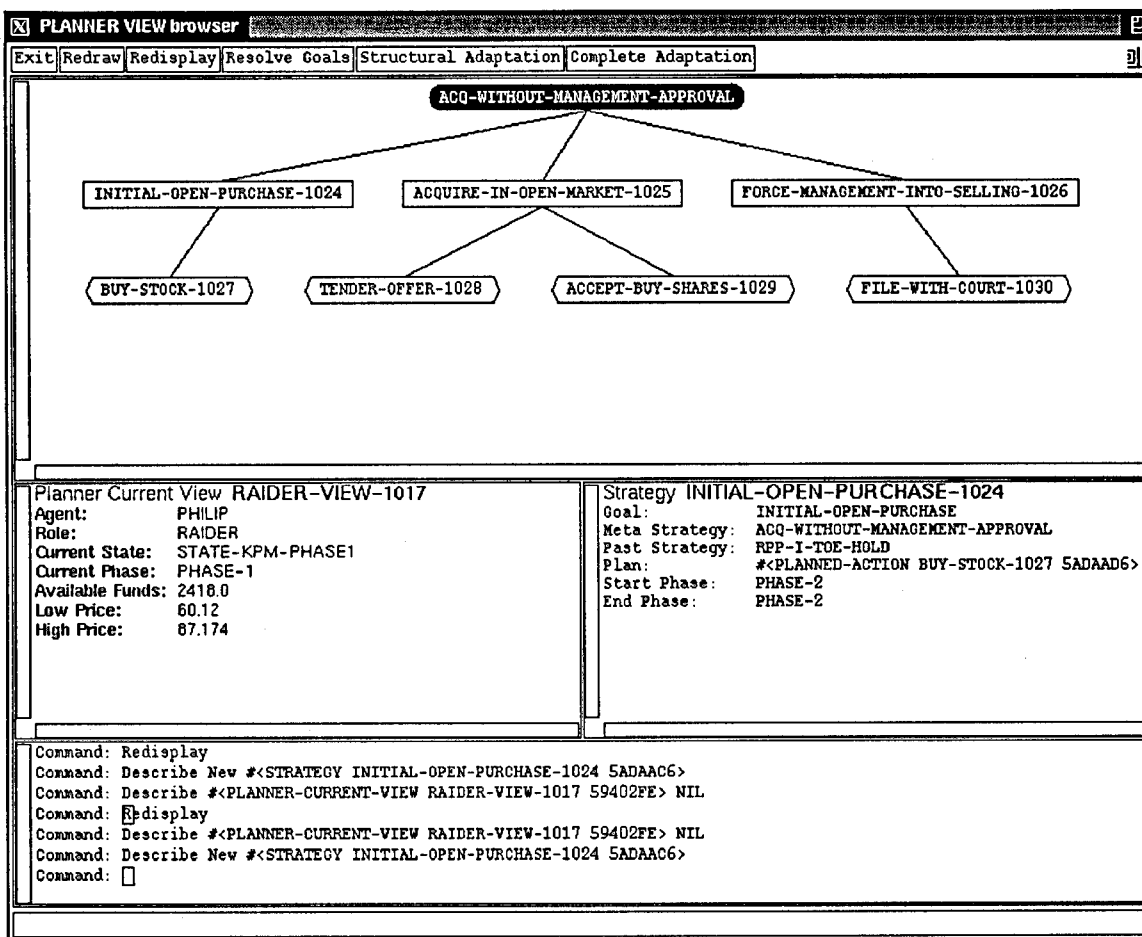 PLANNER VIEW browser
Exit Redraw Redisplay Resolve Goals Structural Adaptation Complete Adaptation
ACQ-WITHOUT-MANAGEMENT-APPROVAL
INITIAL-OPEN-PURCHASE-1024 ACQUIRE-IN-OPEN-MARKET-1025 FORCE-MANAGEMENT-INTO-SELLING-1026
BUY-STOCK-1027 TENDER-OFFER-1028 ACCEPT-BUY-SHARES-1029 FILE-WITH-COURT-1030
Planner Current View RAIDER-VIEW-1017
Agent: PHILIP
Role: RAIDER
Current State: STATE-KPM-PHASE1
Current Phase: PHASE-1
Available Funds: 2418.0
Low Price: 60.12
High Price: 87.174
Strategy INITIAL-OPEN-PURCHASE-1024
Goal: INITIAL-OPEN-PURCHASE
Meta Strategy: ACQ-WITHOUT-MANAGEMENT-APPROVAL
Past Strategy: RPP-I-TOE-HOLD
Plan: #<PLANNED-ACTION BUY-STOCK-1027 5ADAAD6>
Start Phase: PHASE-2
End Phase: PHASE-2
Command: Redisplay
Command: Describe New #<STRATEGY INITIAL-OPEN-PURCHASE-1024 5ADAAC6>
Command: Describe #<PLANNER-CURRENT-VIEW RAIDER-VIEW-1017 59402FE> NIL
Command: Redisplay
Command: Describe #<PLANNER-CURRENT-VIEW RAIDER-VIEW-1017 59402FE> NIL
Command: Describe New #<STRATEGY INITIAL-OPEN-PURCHASE-1024 5ADAAC6>
Command: